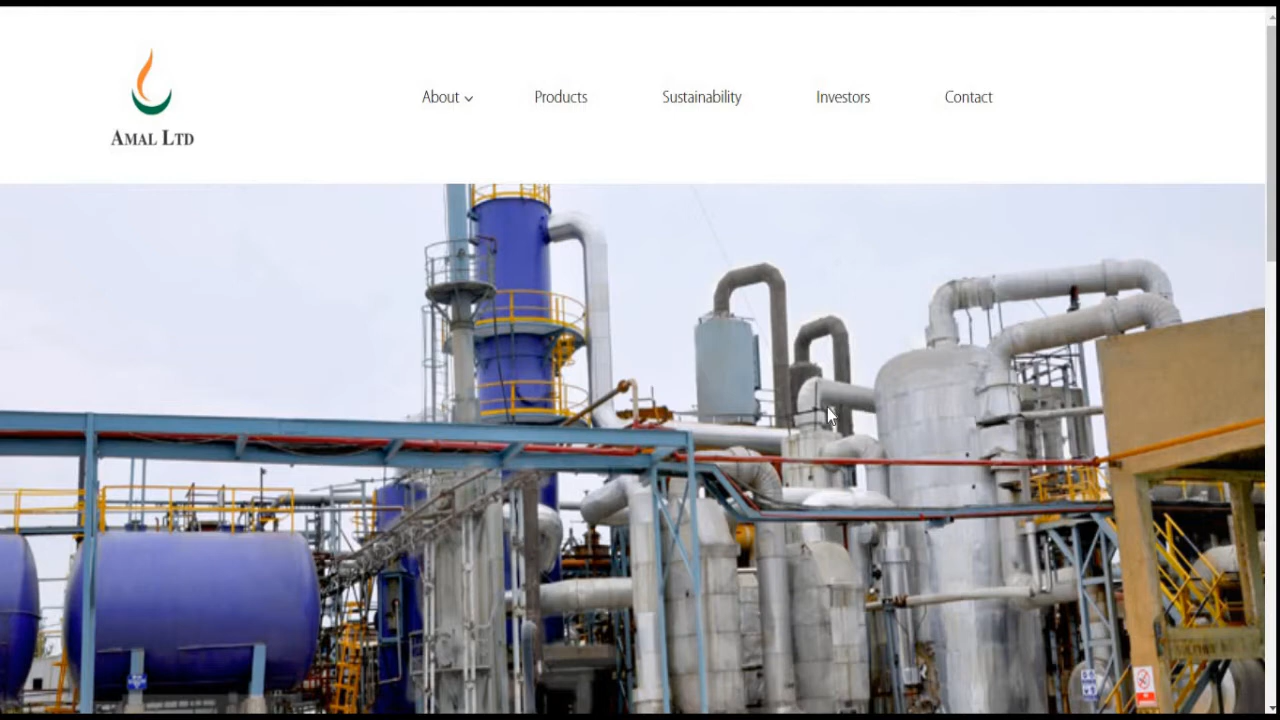 About
Products
Sustainability
Investors
Contact
AMAL LTD